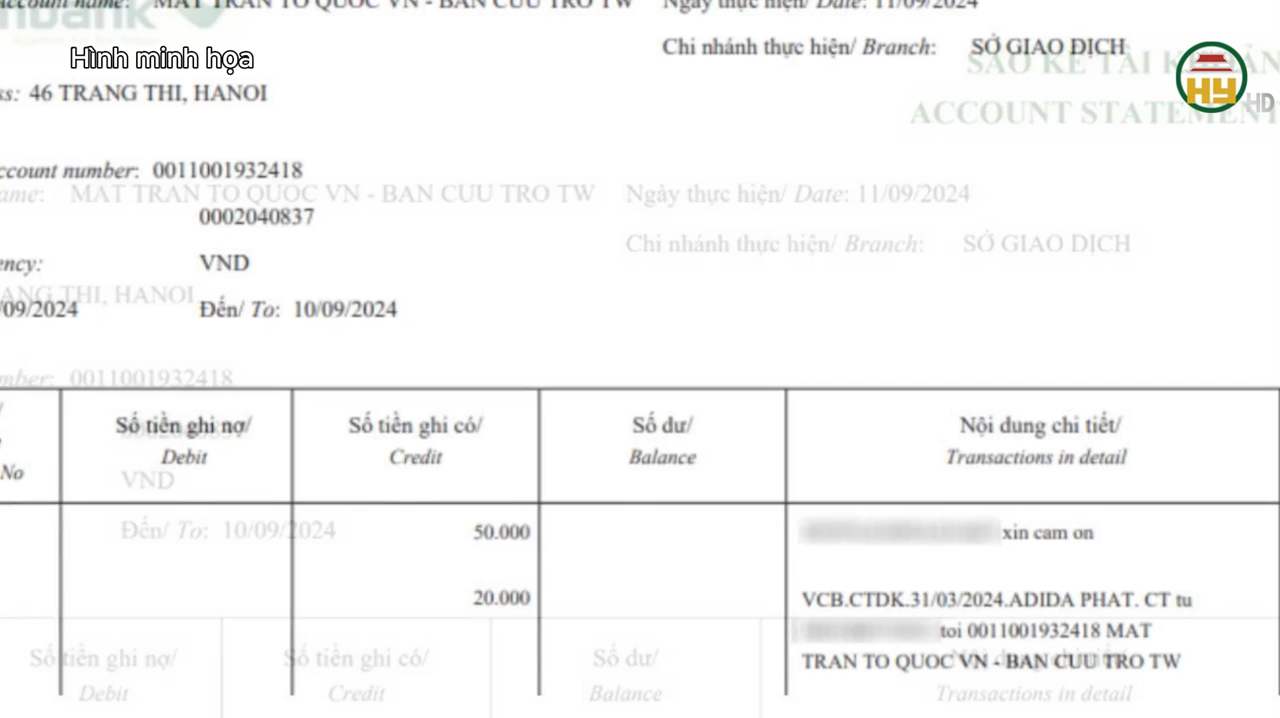 MAT TRAN TO QUOC VN - BAN CUU TRO TW
Ngày thực hiện/ Date: 11/09/2024
Hình minh họa
Chi nhánh thực hiện/ Branch: SỞ GIAO DỊCH
SAO KÊ TÀI KHOẢN
HY HD
46 TRANG THI, HANOI
ACCOUNT STATEMENT
ccount number: 0011001932418
ame: MAT TRAN TO QUOC VN - BAN CUU TRO TW Ngày thực hiện/ Date: 11/09/2024
0002040837
Chi nhánh thực hiện/ Branch: SỞ GIAO DỊCH
ency: VND
ANG THI, HANOI
/09/2024 Đến/ To: 10/09/2024
mber: 0011001932418
Số tiền ghi nợ/ Số tiền ghi có/ Số dư/ Nội dung chi tiết/
No Debit Credit Balance Transactions in detail
VND
Đến/ To: 10/09/2024
50.000 xin cam on
20.000 VCB.CTDK.31/03/2024.ADIDA PHAT. CT tu
toi 0011001932418 MAT
TRAN TO QUOC VN - BAN CUU TRO TW
Số tiền ghi nợ/ Số tiền ghi có/ Số dư/ Nội dung chi tiết/
Debit Credit Balance Transactions in detail